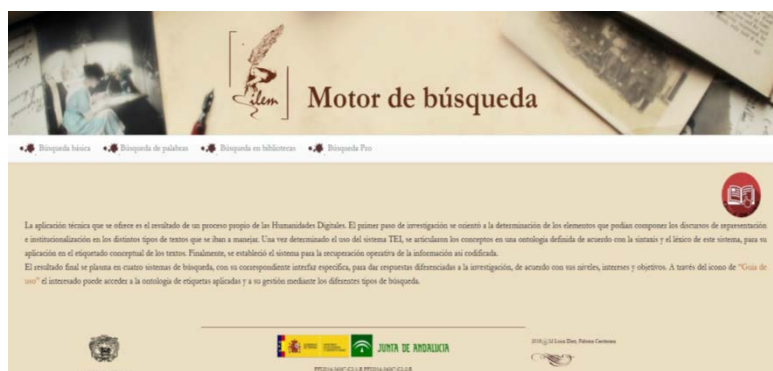 Silem
Motor de búsqueda
Búsqueda básica Búsqueda de palabras Búsqueda en bibliotecas Búsqueda Pro
La aplicación técnica que se ofrece es el resultado de un proceso propio de las Humanidades Digitales. El primer paso de investigación se orientó a la determinación de los elementos que podían componer los discursos de representación
e institucionalización en los distintos tipos de textos que se iban a manejar. Una vez determinado el uso del sistema TEI, se articularon los conceptos en una ontología definida de acuerdo con la sintaxis y el léxico de este sistema, para su
aplicación en el etiquetado conceptual de los textos. Finalmente, se estableció el sistema para la recuperación operativa de la información así codificada.
El resultado final se plasma en cuatro sistemas de búsqueda, con su correspondiente interfaz específica, para dar respuestas diferenciadas a la investigación, de acuerdo con sus niveles, intereses y objetivos. A través del icono de "Guía de
uso" el interesado puede acceder a la ontología de etiquetas aplicadas y a su gestión mediante los diferentes tipos de búsqueda.
JUNTA DE ANDALUCIA